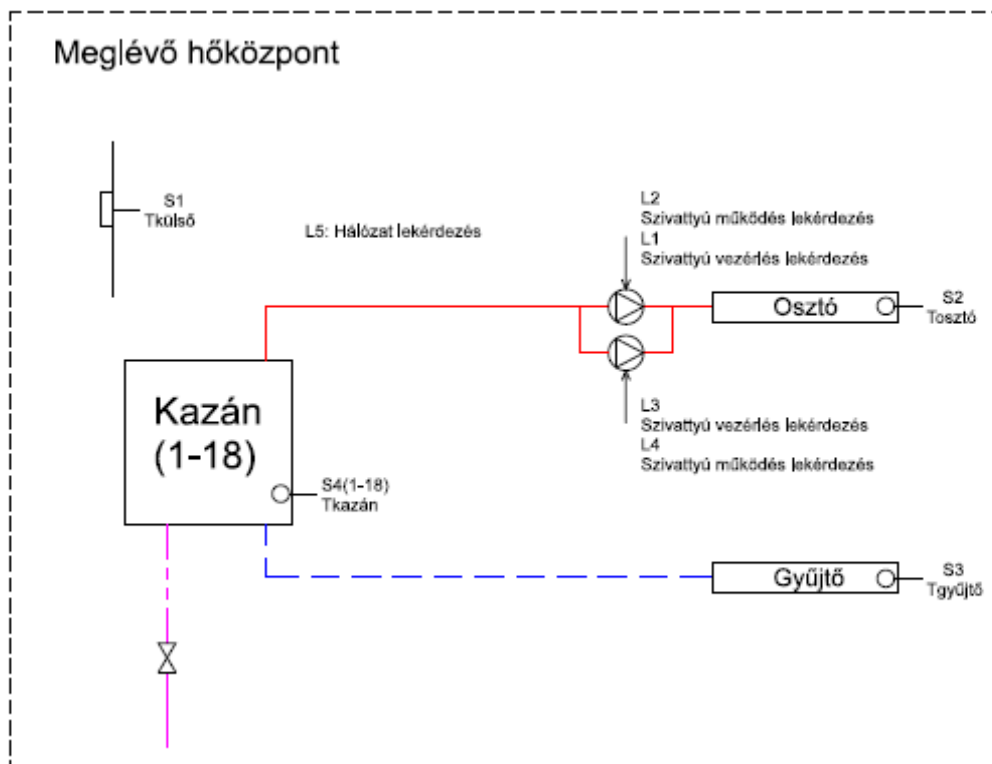 Meglévő hőközpont
S1
Tkülső
L5: Hálózat lekérdezés
L2
Szivattyú működés lekérdezés
L1
Szivattyú vezérlés lekérdezés
Osztó
S2
Tosztó
Kazán
(1-18)
L3
Szivattyú vezérlés lekérdezés
L4
Szivattyú működés lekérdezés
S4(1-18)
Tkazán
Gyűjtő
S3
Tgyűjtő